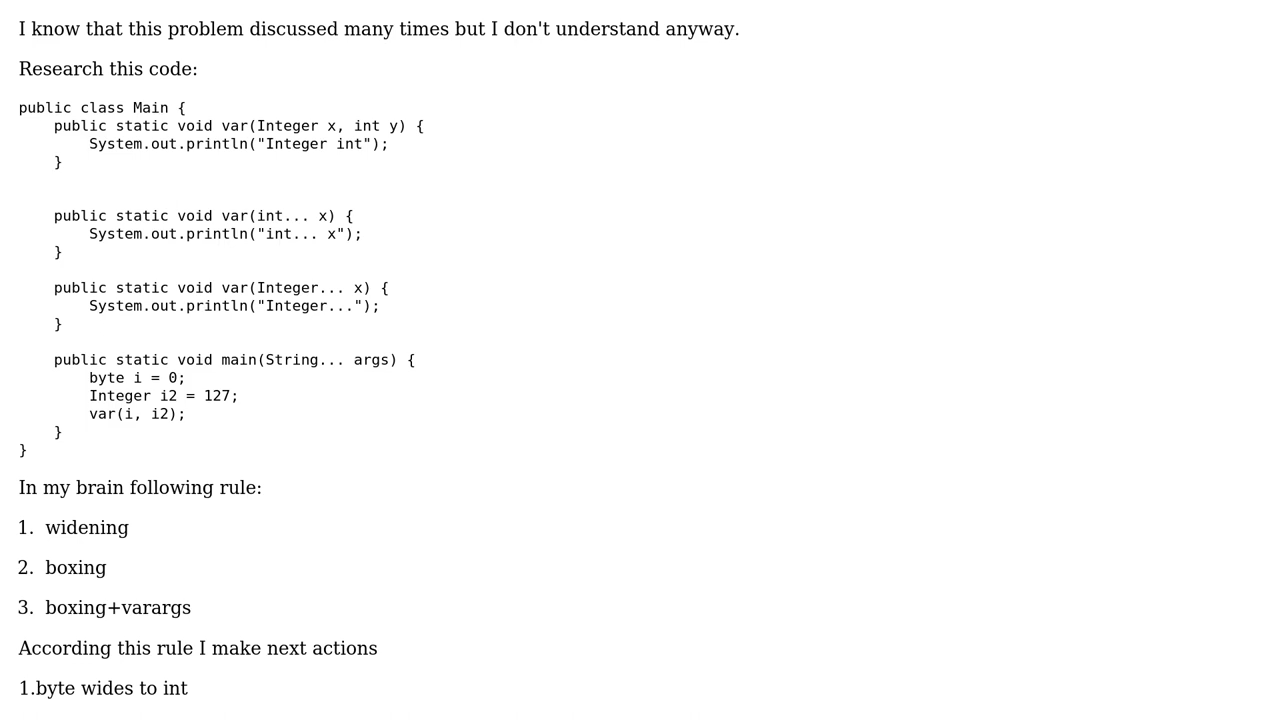 I know that this problem discussed many times but I don't understand anyway.
Research this code:
public class Main {
    public static void var(Integer x, int y) {
        System.out.println("Integer int");
    }
    public static void var(int... x) {
        System.out.println("int... x");
    }
    public static void var(Integer... x) {
        System.out.println("Integer...");
    }
    public static void main(String... args) {
        byte i = 0;
        Integer i2 = 127;
        var(i, i2);
    }
}
In my brain following rule:
1. widening
2. boxing
3. boxing+varargs
According this rule I make next actions
1.byte wides to int